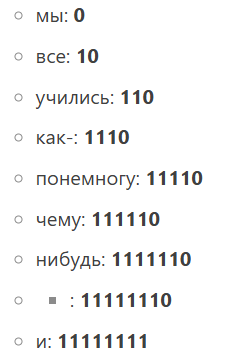 мы: 0
все: 10
учились: 110
как-: 1110
понемногу: 11110
чему: 111110
нибудь: 1111110
: 11111110
и: 11111111